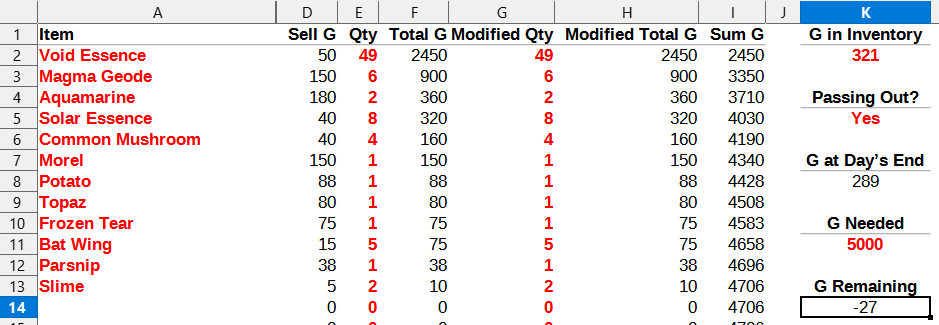 A D E F G H I J K
1 Item Sell G Qty Total G Modified Qty Modified Total G Sum G G in Inventory
2 Void Essence 50 49 2450 49 2450 2450 321
3 Magma Geode 150 6 900 6 900 3350
4 Aquamarine 180 2 360 2 360 3710 Passing Out?
5 Solar Essence 40 8 320 8 320 4030 Yes
6 Common Mushroom 40 4 160 4 160 4190
7 Morel 150 1 150 1 150 4340 G at Day's End
8 Potato 88 1 88 1 88 4428 289
9 Topaz 80 1 80 1 80 4508
10 Frozen Tear 75 1 75 1 75 4583 G Needed
11 Bat Wing 15 5 75 5 75 4658 5000
12 Parsnip 38 1 38 1 38 4696
13 Slime 5 2 10 2 10 4706 G Remaining
14 0 0 0 0 0 4706 -27